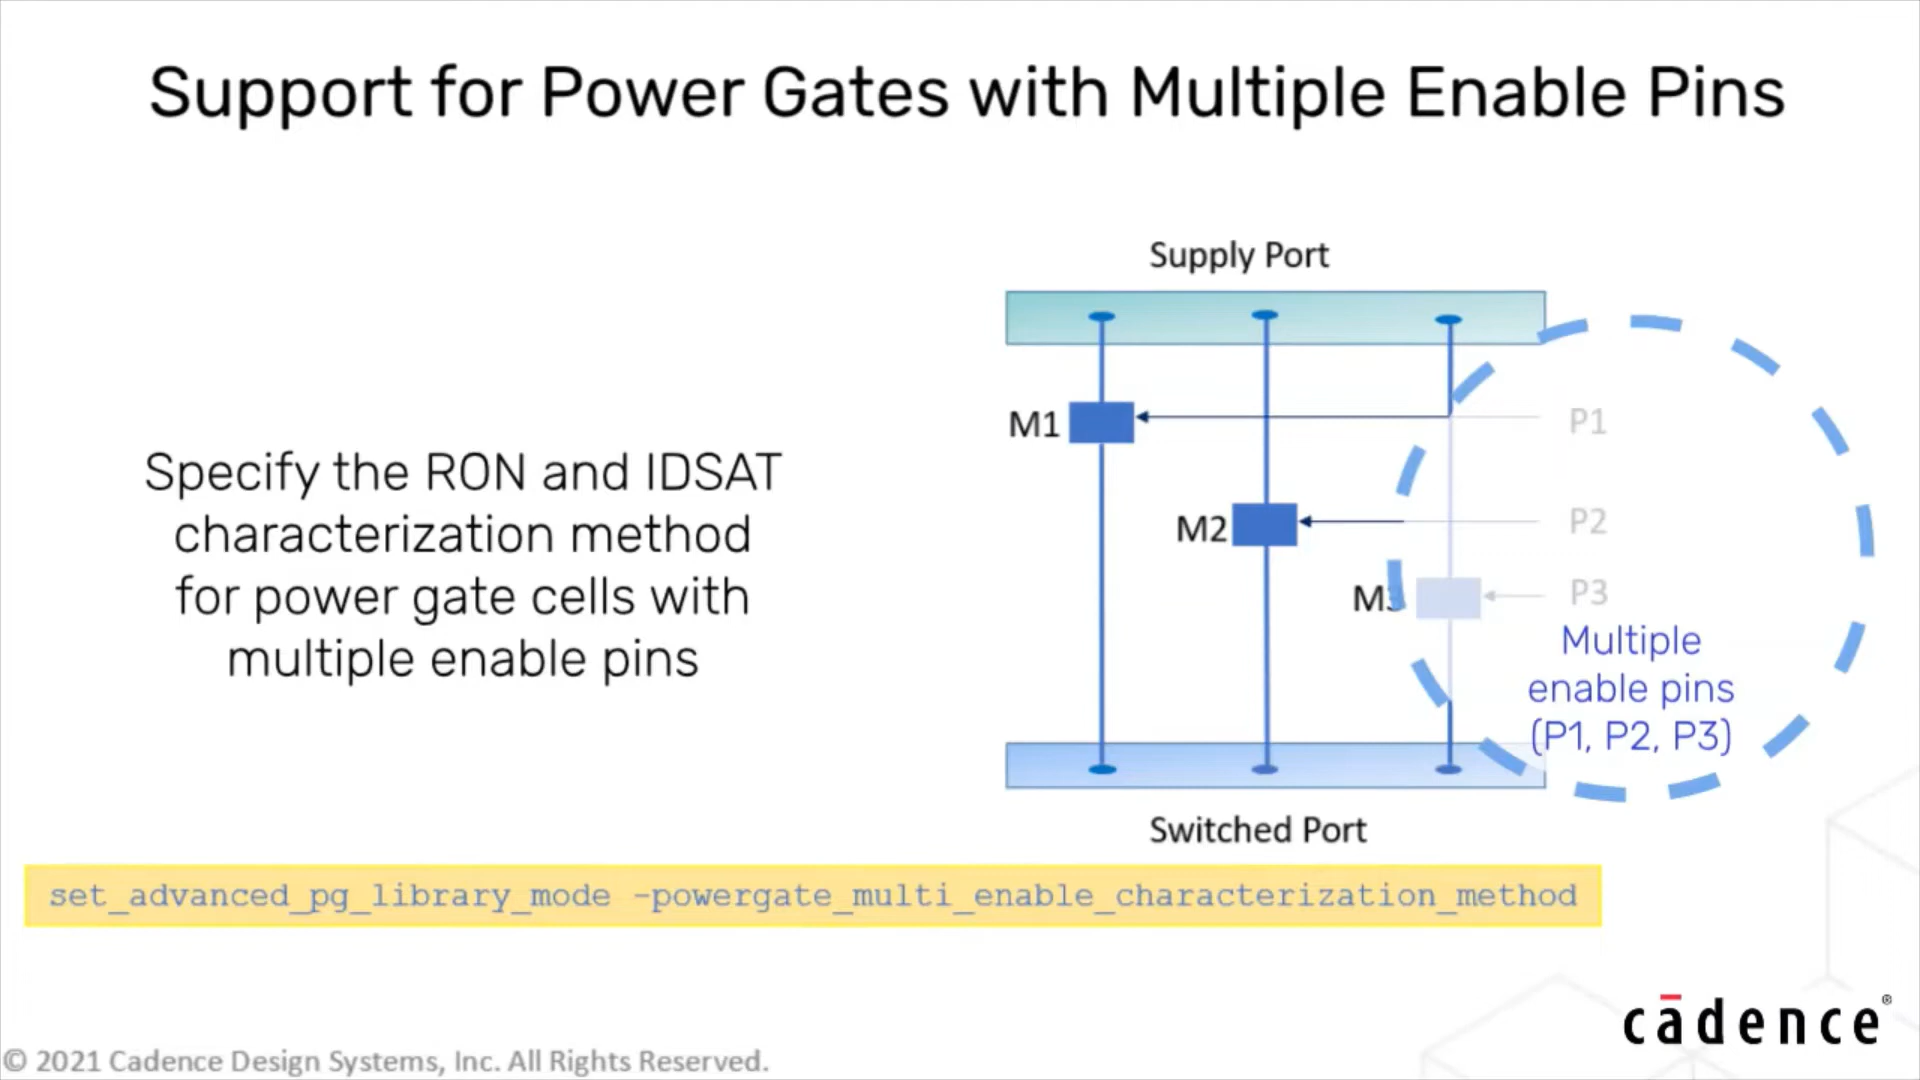 Support for Power Gates with Multiple Enable Pins
Supply Port
M1
P1
Specify the RON and IDSAT
characterization method
for power gate cells with
multiple enable pins
M2
P2
M3
P3
Multiple
enable pins
(P1, P2, P3)
Switched Port
set_advanced_pg_library_mode -powergate_multi_enable_characterization_method
cādence®
© 2021 Cadence Design Systems, Inc. All Rights Reserved.